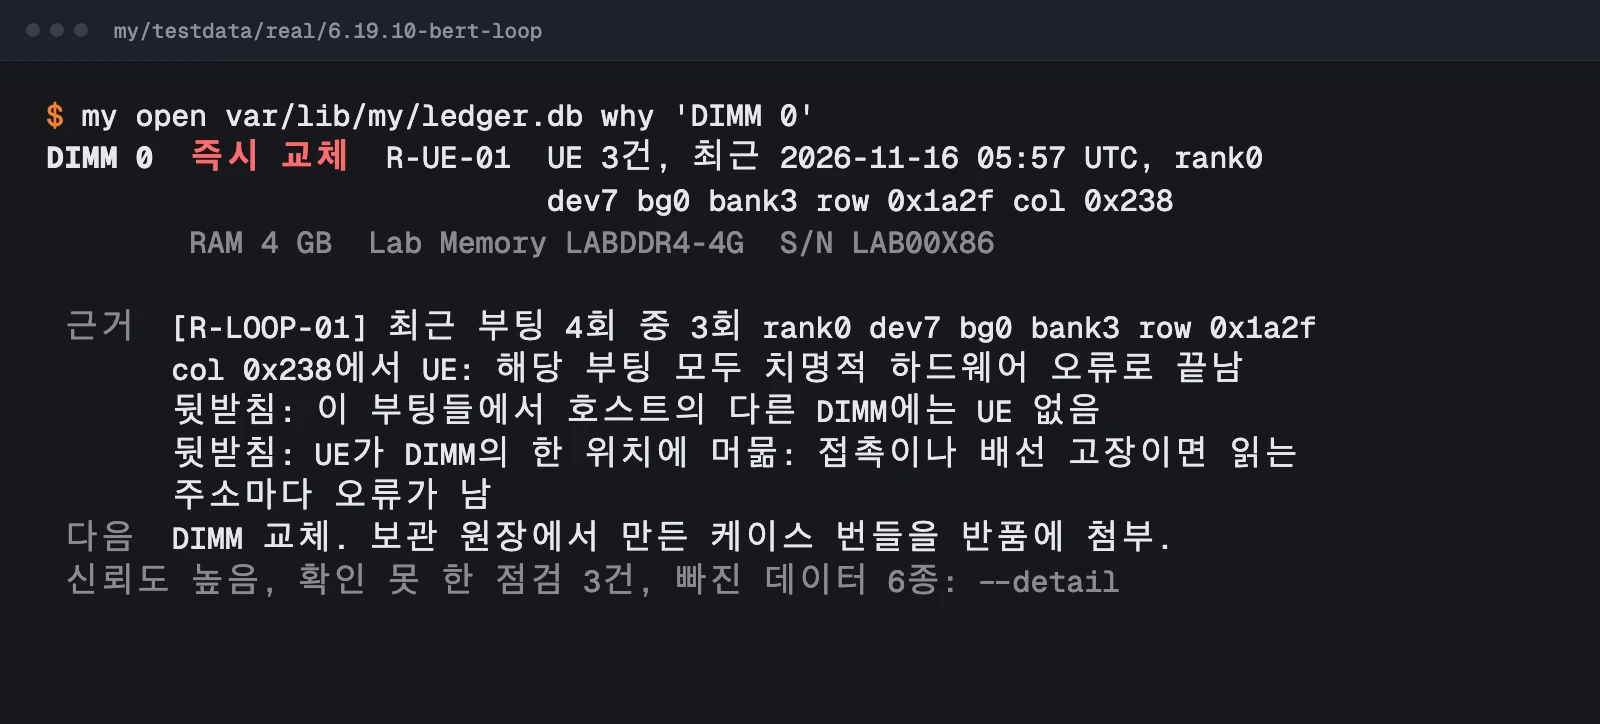 my/testdata/real/6.19.10-bert-loop
$ my open var/lib/my/ledger.db why 'DIMM 0'
DIMM 0 즉시 교체 R-UE-01 UE 3건, 최근 2026-11-16 05:57 UTC, rank0
dev7 bg0 bank3 row 0x1a2f col 0x238
RAM 4 GB Lab Memory LABDDR4-4G S/N LAB00X86
근거 [R-LOOP-01] 최근 부팅 4회 중 3회 rank0 dev7 bg0 bank3 row 0x1a2f
col 0x238에서 UE: 해당 부팅 모두 치명적 하드웨어 오류로 끝남
뒷받침: 이 부팅들에서 호스트의 다른 DIMM에는 UE 없음
뒷받침: UE가 DIMM의 한 위치에 머묾: 접촉이나 배선 고장이면 읽는
주소마다 오류가 남
다음 DIMM 교체. 보관 원장에서 만든 케이스 번들을 반품에 첨부.
신뢰도 높음, 확인 못 한 점검 3건, 빠진 데이터 6종: --detail